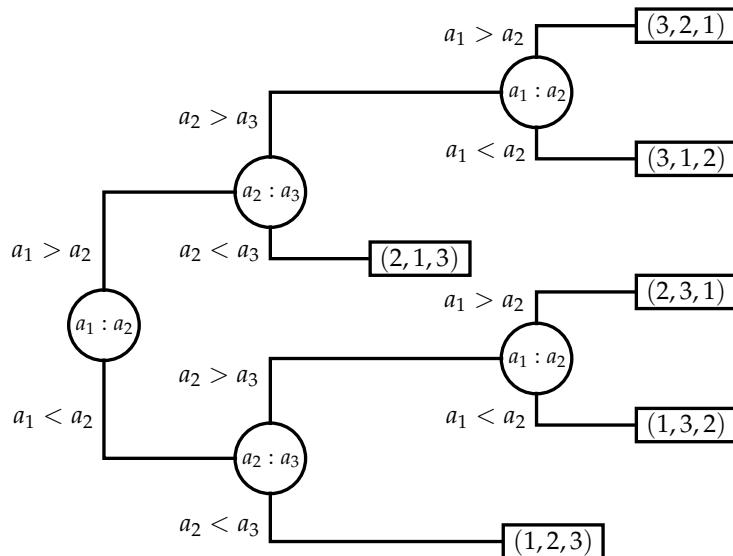 (3, 2, 1)
a₁ > a₂
a₁ : a₂
a₂ > a₃
a₁ < a₂
(3, 1, 2)
a₂ : a₃
a₁ > a₂
a₂ < a₃
(2, 1, 3)
a₁ > a₂
(2, 3, 1)
a₁ : a₂
a₁ : a₂
a₂ > a₃
a₁ < a₂
a₁ < a₂
(1, 3, 2)
a₂ : a₃
a₂ < a₃
(1, 2, 3)